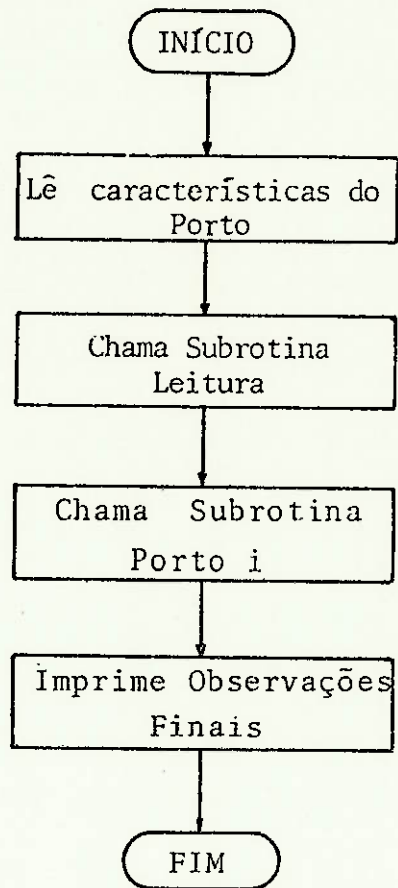 INÍCIO
Lê características do
Porto
Chama Subrotina
Leitura
Chama Subrotina
Porto i
Imprime Observações
Finais
FIM